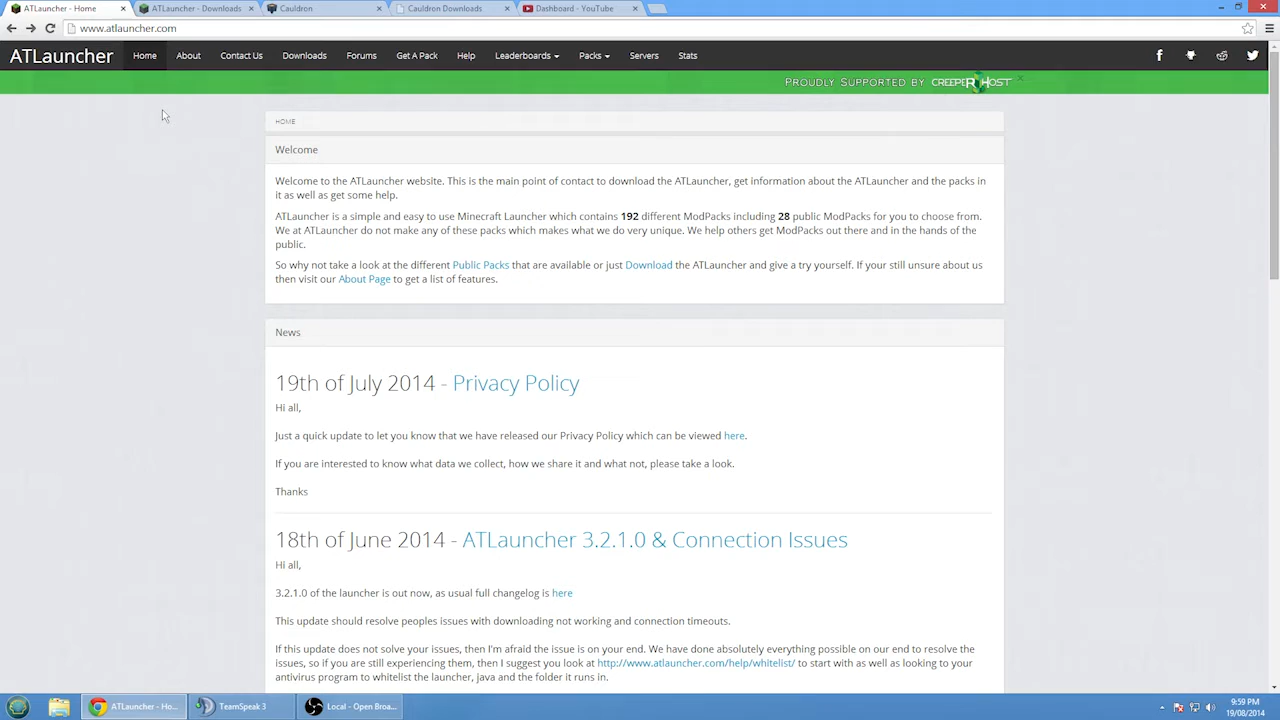 ATLauncher - Home
ATLauncher - Downloads
Cauldron
Cauldron Downloads
Dashboard - YouTube
www.atlauncher.com
ATLauncher
Home
About
Contact Us
Downloads
Forums
Get A Pack
Help
Leaderboards
Packs
Servers
Stats
PROUDLY SUPPORTED BY CREEPERHOST
HOME
Welcome
Welcome to the ATLauncher website. This is the main point of contact to download the ATLauncher, get information about the ATLauncher and the packs in
it as well as get some help.
ATLauncher is a simple and easy to use Minecraft Launcher which contains 192 different ModPacks including 28 public ModPacks for you to choose from.
We at ATLauncher do not make any of these packs which makes what we do very unique. We help others get ModPacks out there and in the hands of the
public.
So why not take a look at the different Public Packs that are available or just Download the ATLauncher and give a try yourself. If your still unsure about us
then visit our About Page to get a list of features.
News
19th of July 2014 - Privacy Policy
Hi all,
Just a quick update to let you know that we have released our Privacy Policy which can be viewed here.
If you are interested to know what data we collect, how we share it and what not, please take a look.
Thanks
18th of June 2014 - ATLauncher 3.2.1.0 & Connection Issues
Hi all,
3.2.1.0 of the launcher is out now, as usual full changelog is here
This update should resolve peoples issues with downloading not working and connection timeouts.
If this update does not solve your issues, then I'm afraid the issue is on your end. We have done absolutely everything possible on our end to resolve the
issues, so if you are still experiencing them, then I suggest you look at http://www.atlauncher.com/help/whitelist/ to start with as well as looking to your
antivirus program to whitelist the launcher, java and the folder it runs in.
ATLauncher - Ho...
TeamSpeak 3
Local - Open Broa...
9:59 PM
19/08/2014